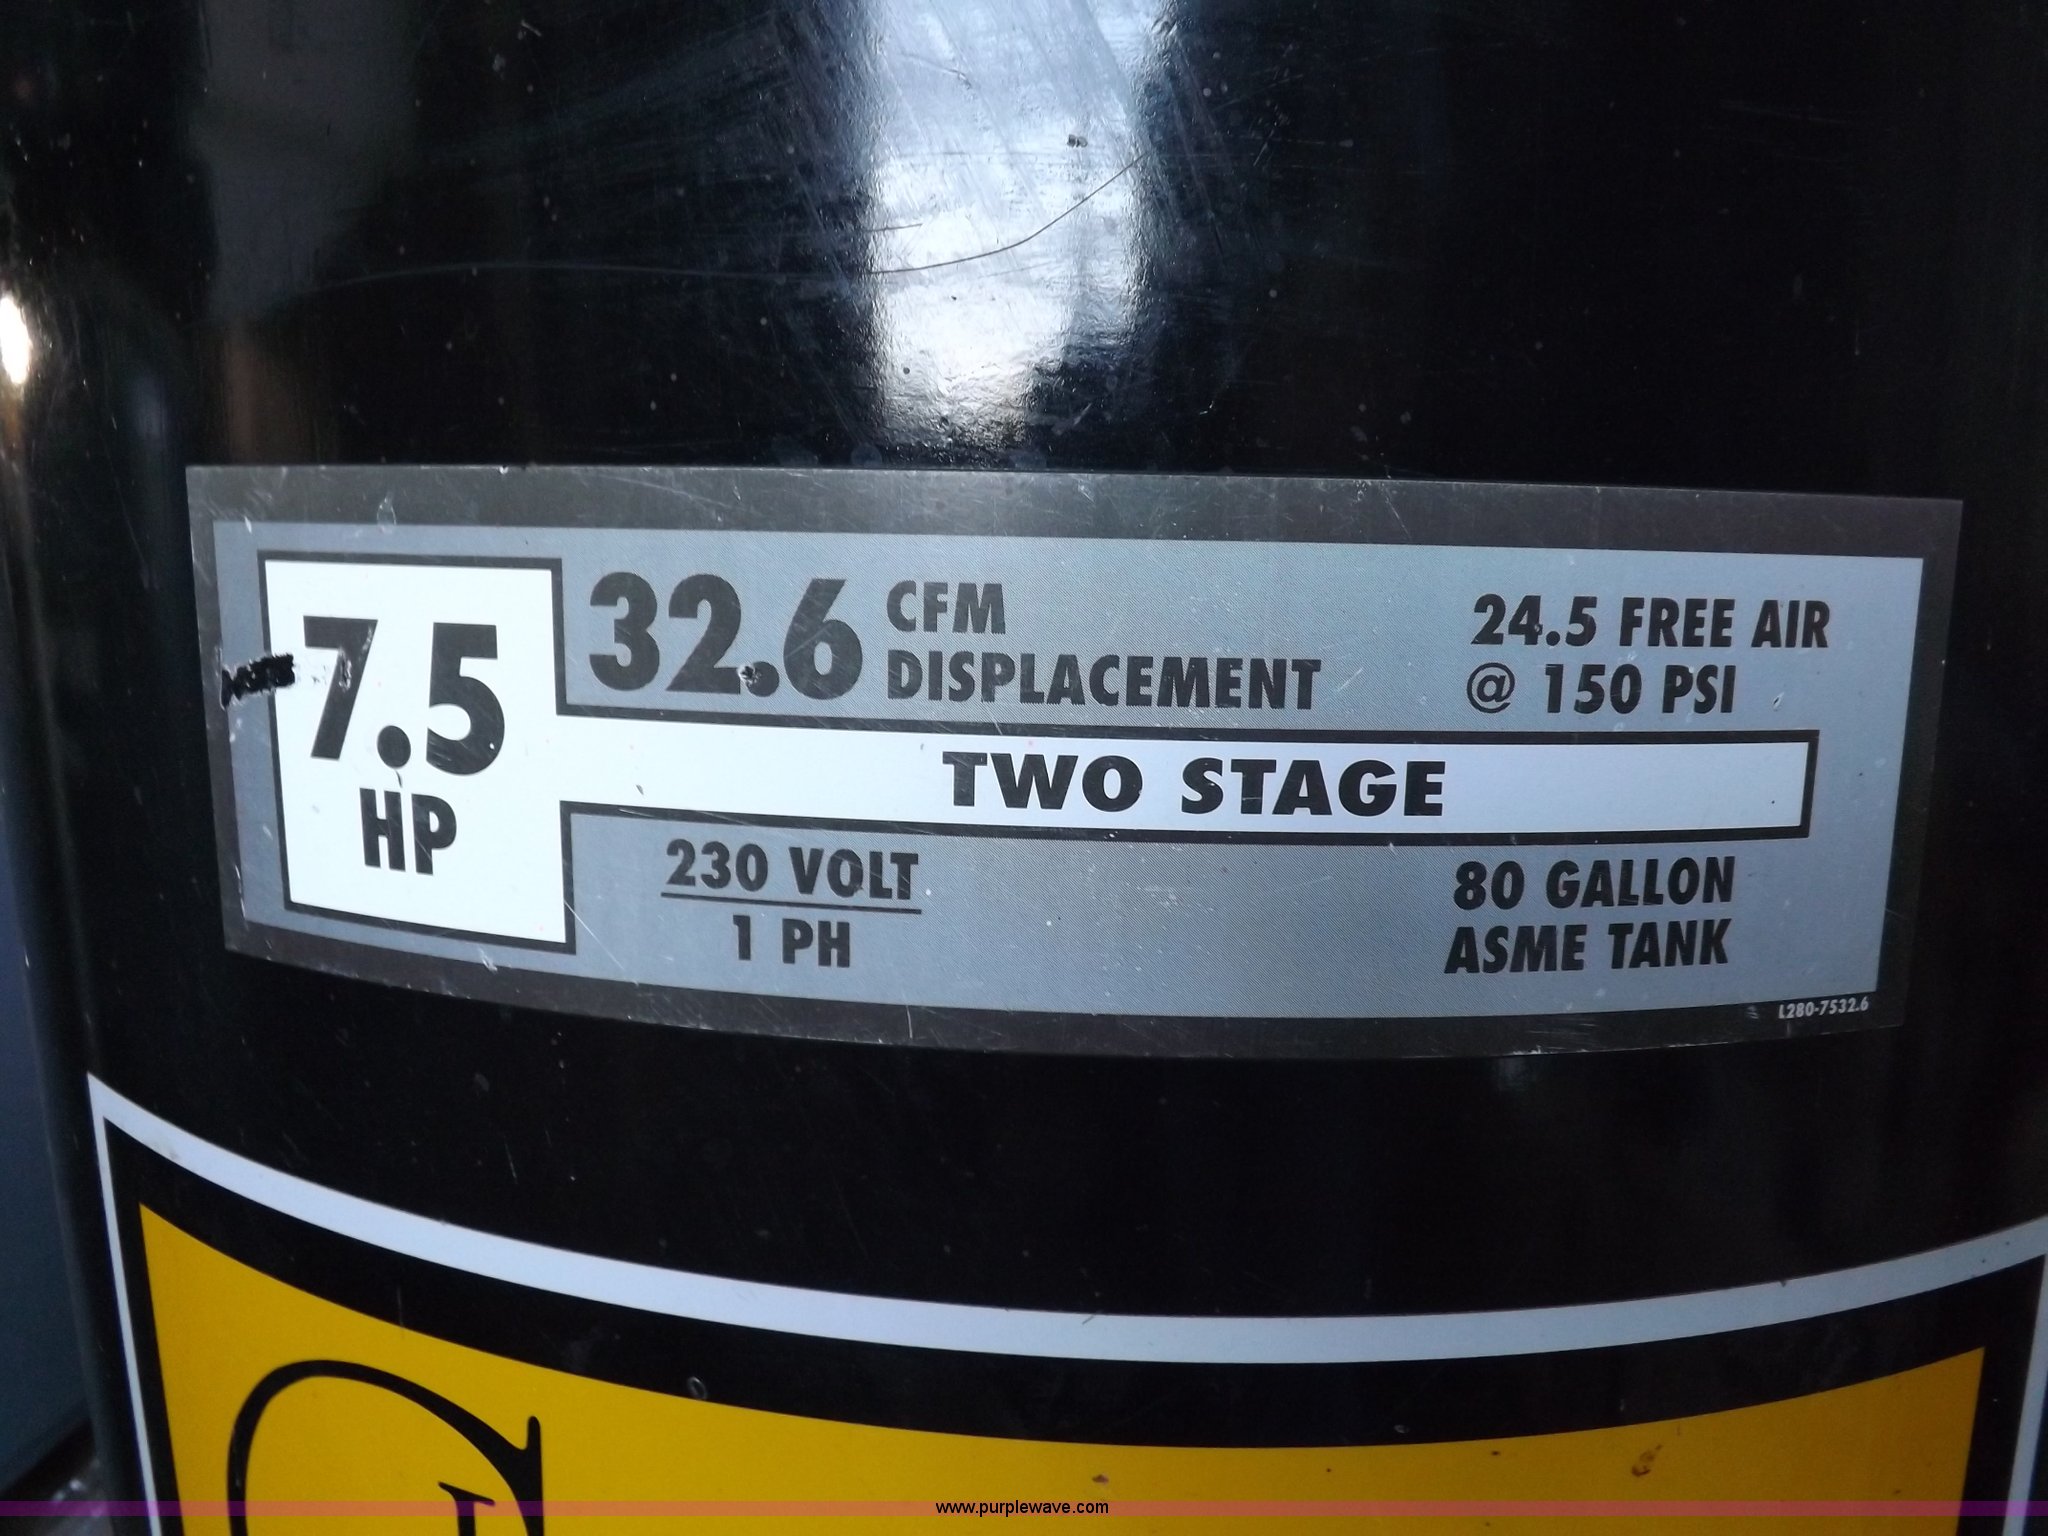 7.5
HP
32.6 CFM
DISPLACEMENT
24.5 FREE AIR
@ 150 PSI
TWO STAGE
230 VOLT
1 PH
80 GALLON
ASME TANK
L280-7532.6
G
www.purplewave.com